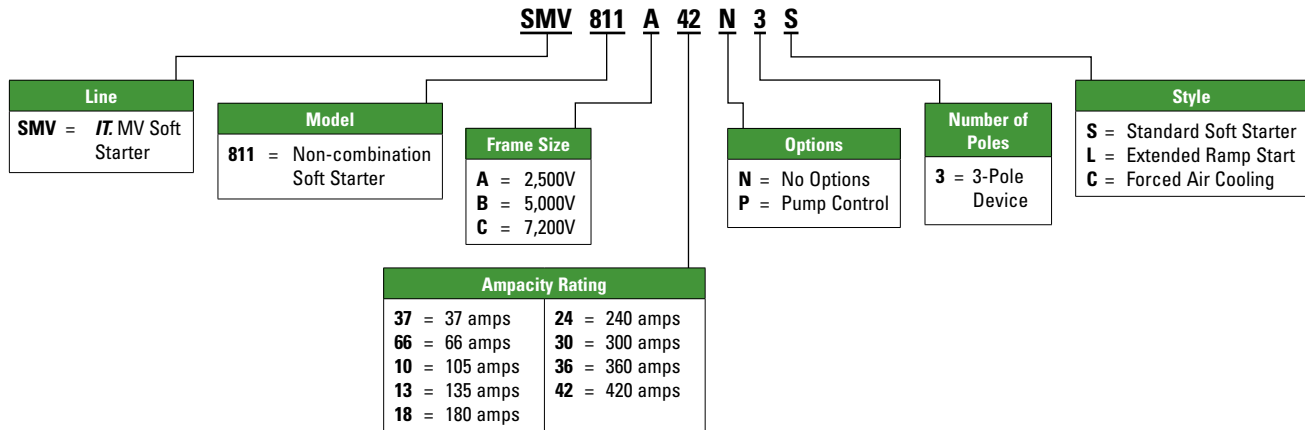 SMV 811 A 42 N 3 S
Line
SMV = IT. MV Soft
Starter
Model
811 = Non-combination
Soft Starter
Frame Size
A = 2,500V
B = 5,000V
C = 7,200V
Options
N = No Options
P = Pump Control
Number of
Poles
3 = 3-Pole
Device
Style
S = Standard Soft Starter
L = Extended Ramp Start
C = Forced Air Cooling
Ampacity Rating
37 = 37 amps
66 = 66 amps
10 = 105 amps
13 = 135 amps
18 = 180 amps
24 = 240 amps
30 = 300 amps
36 = 360 amps
42 = 420 amps